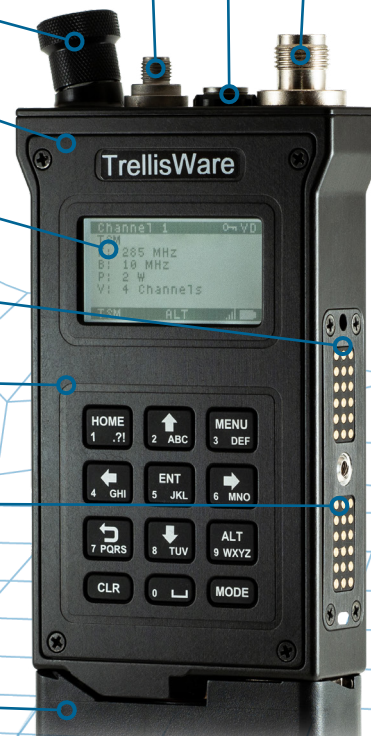 TrellisWare
Channel 1 VD
TSM
285 MHz
B: 10 MHz
P: 2 W
V: 4 Channels
TSM ALT
HOME
1 .?!
2 ABC
MENU
3 DEF
4 GHI
ENT
5 JKL
6 MNO
7 PQRS
8 TUV
ALT
9 WXYZ
CLR
0
MODE